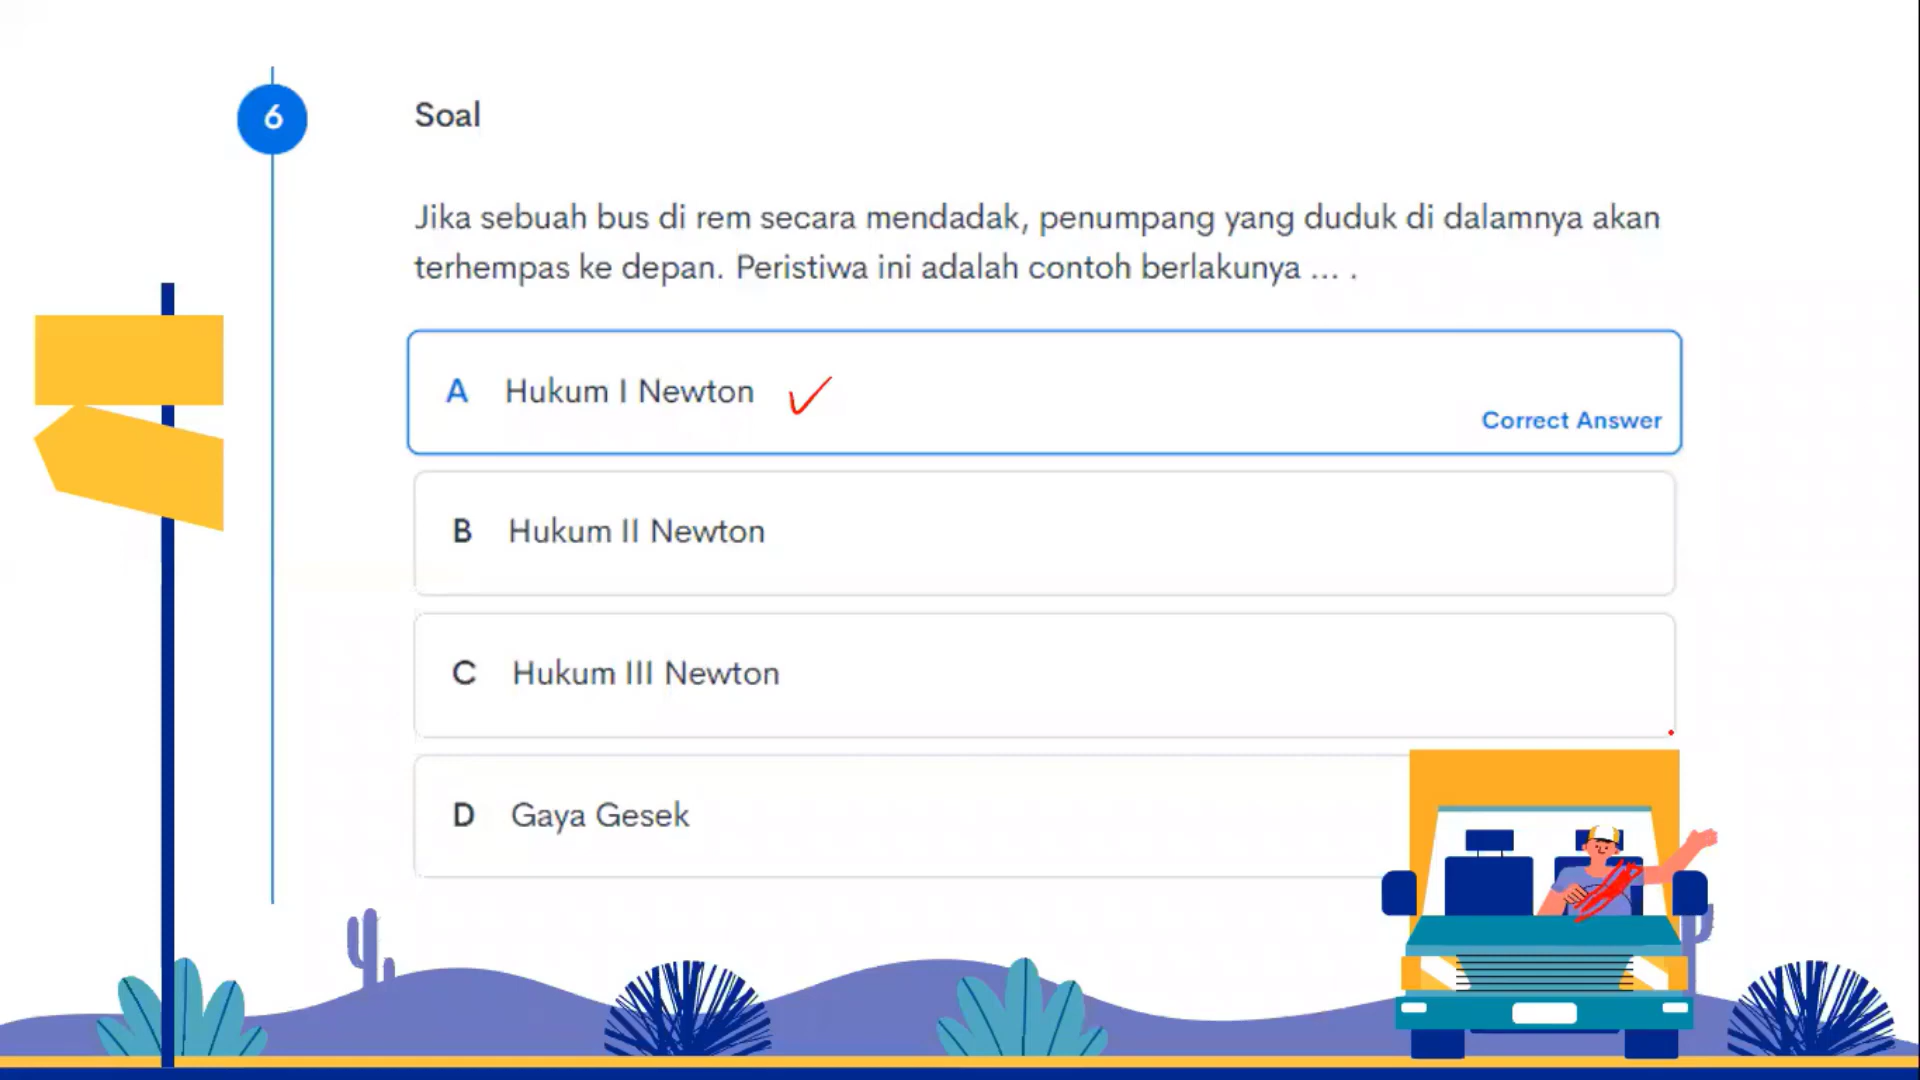 6
Soal
Jika sebuah bus di rem secara mendadak, penumpang yang duduk di dalamnya akan
terhempas ke depan. Peristiwa ini adalah contoh berlakunya ... .
A Hukum I Newton
Correct Answer
B Hukum II Newton
C Hukum III Newton
D Gaya Gesek